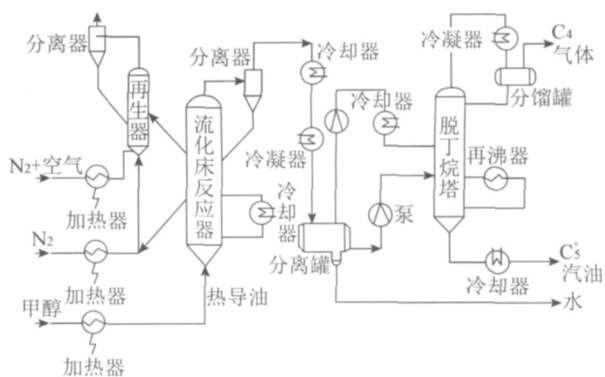 分离器
再生器
N₂+空气
加热器
N₂
加热器
甲醇
加热器
分离器
流化床反应器
冷却器
热导油
冷却器
冷凝器
冷却器
分离罐
泵
冷凝器
C₄
气体
分馏罐
脱丁烷塔
再沸器
C₅⁺
汽油
冷却器
水